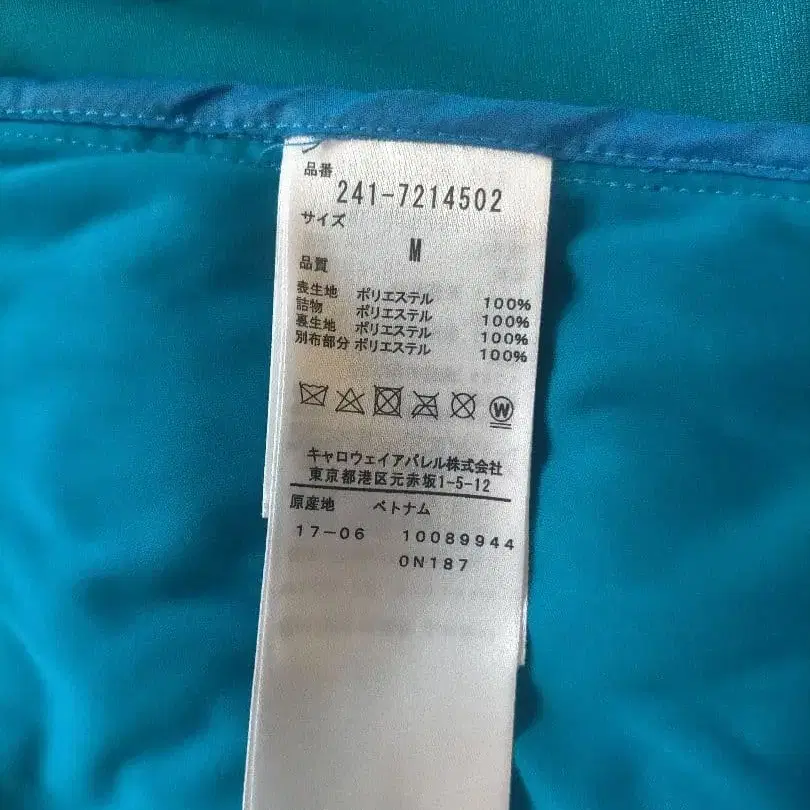 品番
241-7214502
サイズ
M
品質
表生地 ポリエステル 100%
詰物 ポリエステル 100%
裏生地 ポリエステル 100%
別布部分 ポリエステル 100%
W
キャロウェイアパレル株式会社
東京都港区元赤坂1-5-12
原産地 ベトナム
17-06 10089944
0N187